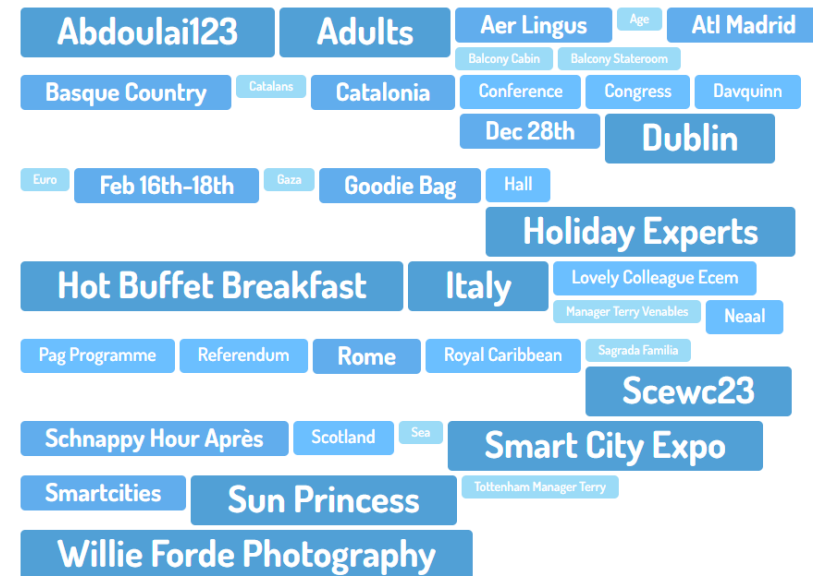 Abdoulai123 Adults Aer Lingus Age Atl Madrid
Balcony Cabin Balcony Stateroom
Basque Country Catalans Catalonia Conference Congress Davquinn
Dec 28th Dublin
Euro Feb 16th-18th Gaza Goodie Bag Hall
Holiday Experts
Hot Buffet Breakfast Italy Lovely Colleague Ecem
Manager Terry Venables Neaal
Pag Programme Referendum Rome Royal Caribbean Sagrada Familia
Scewc23
Schnappy Hour Après Scotland Sea Smart City Expo
Smartcities Sun Princess Tottenham Manager Terry
Willie Forde Photography